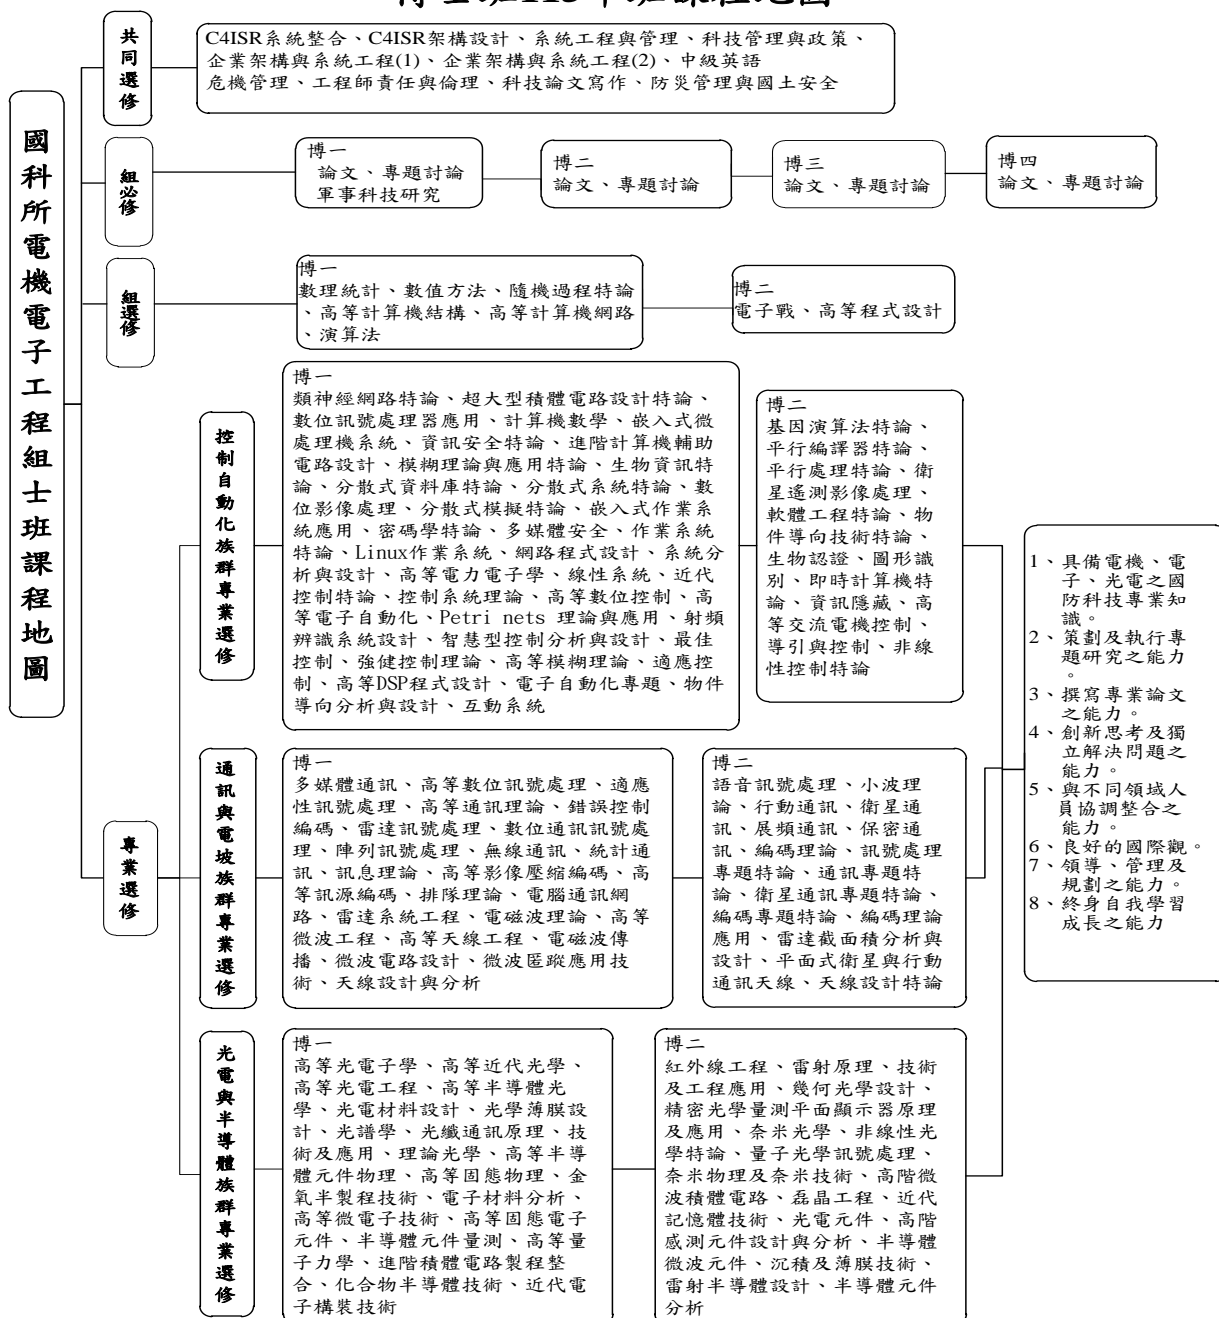 國科所電機電子工程組士班課程地圖
共同選修
C4ISR系統整合、C4ISR架構設計、系統工程與管理、科技管理與政策、
企業架構與系統工程(1)、企業架構與系統工程(2)、中級英語
危機管理、工程師責任與倫理、科技論文寫作、防災管理與國土安全
組必修
博一
論文、專題討論
軍事科技研究
博二
論文、專題討論
博三
論文、專題討論
博四
論文、專題討論
組選修
博一
數理統計、數值方法、隨機過程特論
、高等計算機結構、高等計算機網路
、演算法
博二
電子戰、高等程式設計
專業選修
控制自動化族群專業選修
博一
類神經網路特論、超大型積體電路設計特論、
數位訊號處理器應用、計算機數學、嵌入式微
處理機系統、資訊安全特論、進階計算機輔助
電路設計、模糊理論與應用特論、生物資訊特
論、分散式資料庫特論、分散式系統特論、數
位影像處理、分散式模擬特論、嵌入式作業系
統應用、密碼學特論、多媒體安全、作業系統
特論、Linux作業系統、網路程式設計、系統分
析與設計、高等電力電子學、線性系統、近代
控制特論、控制系統理論、高等數位控制、高
等電子自動化、Petri nets 理論與應用、射頻
辨識系統設計、智慧型控制分析與設計、最佳
控制、強健控制理論、高等模糊理論、適應控
制、高等DSP程式設計、電子自動化專題、物件
導向分析與設計、互動系統
博二
基因演算法特論、
平行編譯器特論、
平行處理特論、衛
星遙測影像處理、
軟體工程特論、物
件導向技術特論、
生物認證、圖形識
別、即時計算機特
論、資訊隱藏、高
等交流電機控制、
導引與控制、非線
性控制特論
通訊與電坡族群專業選修
博一
多媒體通訊、高等數位訊號處理、適應
性訊號處理、高等通訊理論、錯誤控制
編碼、雷達訊號處理、數位通訊訊號處
理、陣列訊號處理、無線通訊、統計通
訊、訊息理論、高等影像壓縮編碼、高
等訊源編碼、排隊理論、電腦通訊網
路、雷達系統工程、電磁波理論、高等
微波工程、高等天線工程、電磁波傳
播、微波電路設計、微波匿蹤應用技
術、天線設計與分析
博二
語音訊號處理、小波理
論、行動通訊、衛星通
訊、展頻通訊、保密通
訊、編碼理論、訊號處理
專題特論、通訊專題特
論、衛星通訊專題特論、
編碼專題特論、編碼理論
應用、雷達截面積分析與
設計、平面式衛星與行動
通訊天線、天線設計特論
光電與半導體族群專業選修
博一
高等光電子學、高等近代光學、
高等光電工程、高等半導體光
學、光電材料設計、光學薄膜設
計、光譜學、光纖通訊原理、技
術及應用、理論光學、高等半導
體元件物理、高等固態物理、金
氧半製程技術、電子材料分析、
高等微電子技術、高等固態電子
元件、半導體元件量測、高等量
子力學、進階積體電路製程整
合、化合物半導體技術、近代電
子構裝技術
博二
紅外線工程、雷射原理、技術
及工程應用、幾何光學設計、
精密光學量測平面顯示器原理
及應用、奈米光學、非線性光
學特論、量子光學訊號處理、
奈米物理及奈米技術、高階微
波積體電路、磊晶工程、近代
記憶體技術、光電元件、高階
感測元件設計與分析、半導體
微波元件、沉積及薄膜技術、
雷射半導體設計、半導體元件
分析
1、具備電機、電
子、光電之國
防科技專業知
識。
2、策劃及執行專
題研究之能力
。
3、撰寫專業論文
之能力。
4、創新思考及獨
立解決問題之
能力。
5、與不同領域人
員協調整合之
能力。
6、良好的國際觀。
7、領導、管理及
規劃之能力。
8、終身自我學習
成長之能力